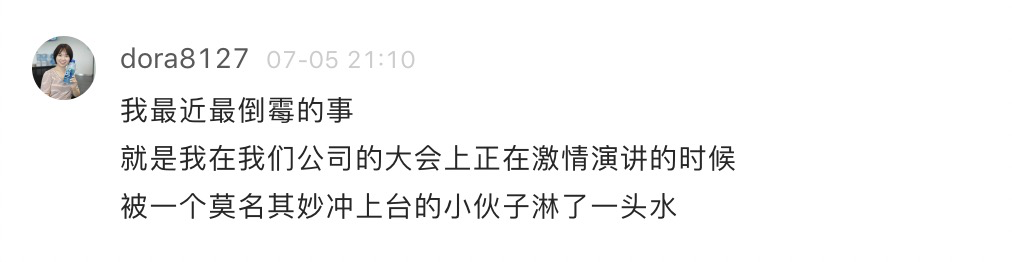 dora8127 07-05 21:10
我最近最倒霉的事
就是我在我们公司的大会上正在激情演讲的时候
被一个莫名其妙冲上台的小伙子淋了一头水